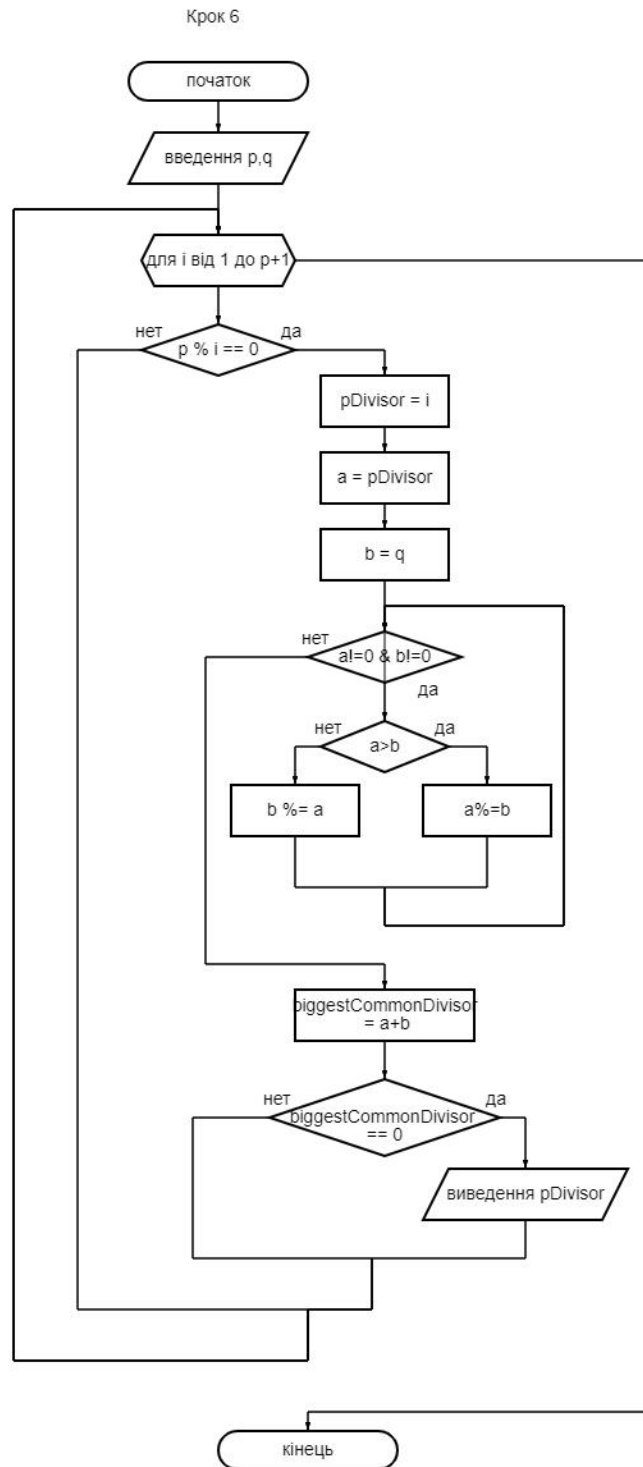 Крок 6
початок
введення p,q
для i від 1 до p+1
нет
да
p % i == 0
pDivisor = i
a = pDivisor
b = q
нет
a!=0 & b!=0
да
нет
да
a>b
b %= a
a%=b
biggestCommonDivisor
= a+b
нет
да
biggestCommonDivisor
== 0
виведення pDivisor
кінець